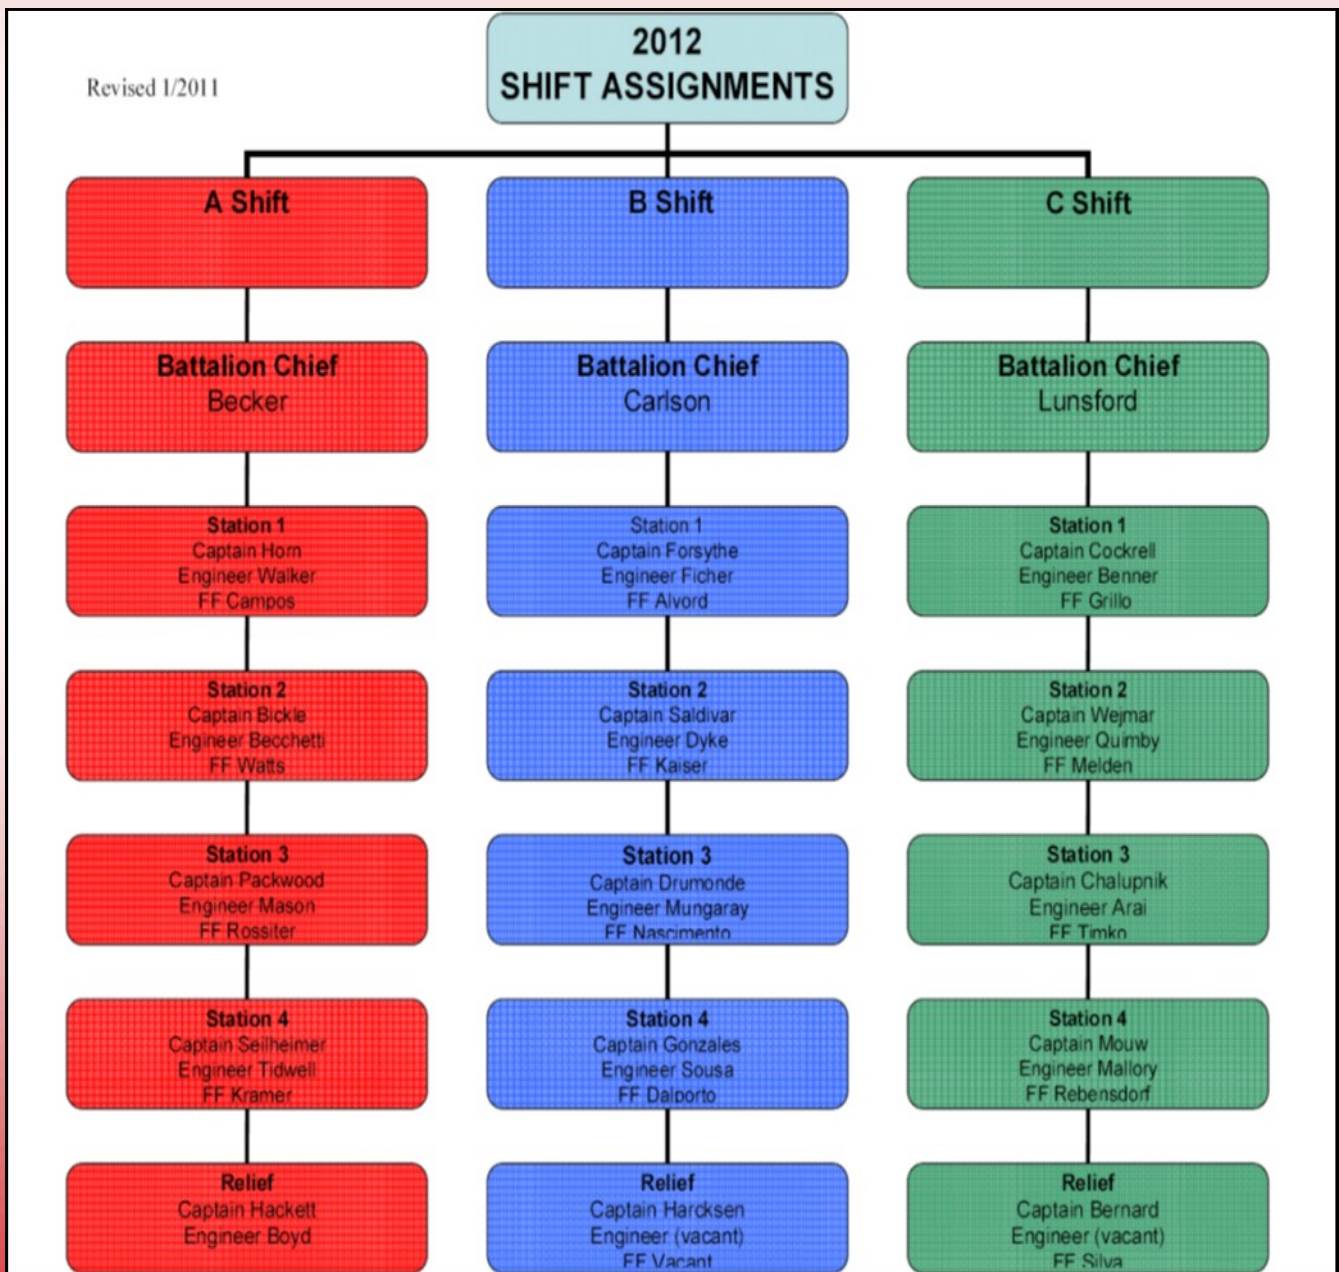 2012
SHIFT ASSIGNMENTS
Revised 1/2011
A Shift
Battalion Chief
Becker
Station 1
Captain Horn
Engineer Walker
FF Campos
Station 2
Captain Bickle
Engineer Becchetti
FF Watts
Station 3
Captain Packwood
Engineer Mason
FF Rossiter
Station 4
Captain Seilheimer
Engineer Tidwell
FF Kramer
Relief
Captain Hackett
Engineer Boyd
B Shift
Battalion Chief
Carlson
Station 1
Captain Forsythe
Engineer Ficher
FF Alvord
Station 2
Captain Saldivar
Engineer Dyke
FF Kaiser
Station 3
Captain Drumonde
Engineer Mungaray
FF Nascimento
Station 4
Captain Gonzales
Engineer Sousa
FF Dalporto
Relief
Captain Harcksen
Engineer (vacant)
FF Vacant
C Shift
Battalion Chief
Lunsford
Station 1
Captain Cockrell
Engineer Benner
FF Grillo
Station 2
Captain Wejmar
Engineer Quimby
FF Melden
Station 3
Captain Chalupnik
Engineer Arai
FF Timko
Station 4
Captain Mouw
Engineer Mallory
FF Rebensdorf
Relief
Captain Bernard
Engineer (vacant)
FF Silva